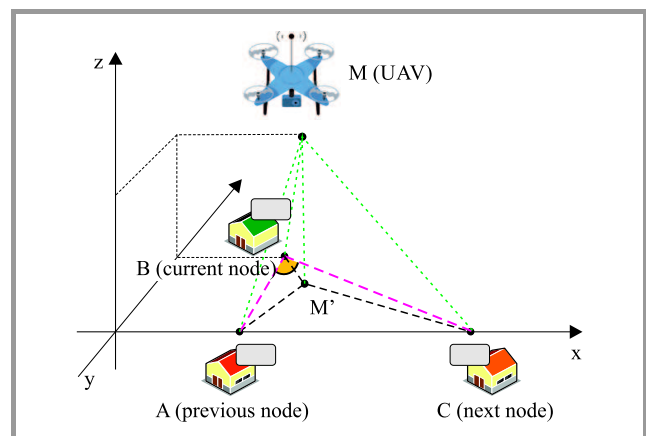 z
M (UAV)
B (current node)
M’
x
y
A (previous node)
C (next node)